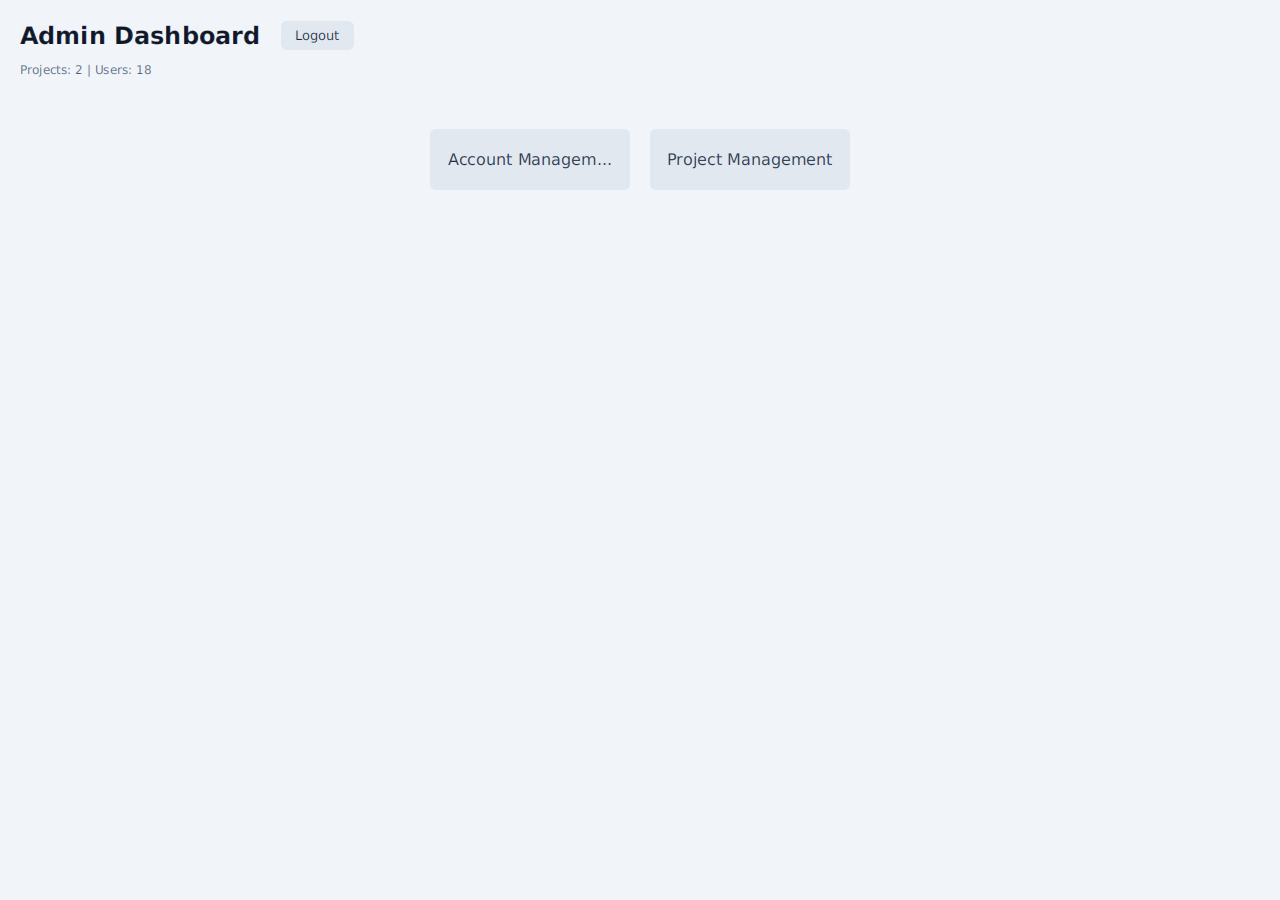 Admin Dashboard
Logout
Projects: 2 | Users: 18
Account Managem...
Project Management